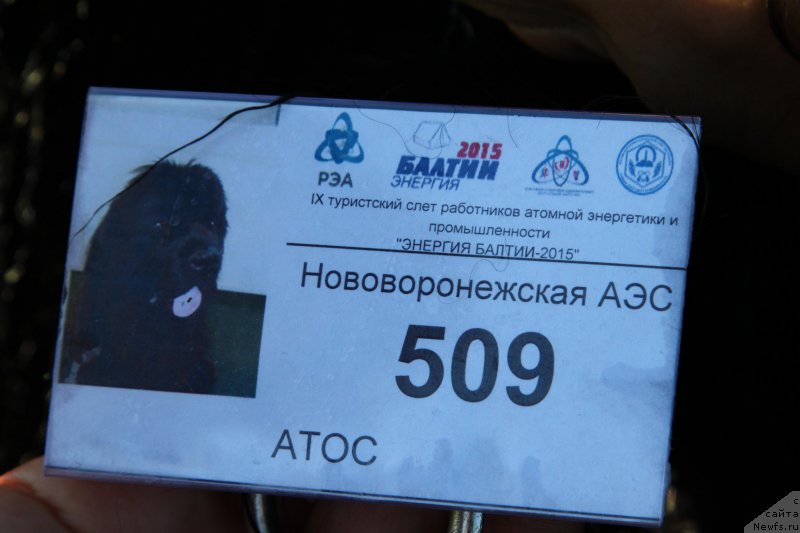 РЭА
2015
БАЛТИИ
ЭНЕРГИЯ
IX туристский слет работников атомной энергетики и
промышленности
"ЭНЕРГИЯ БАЛТИИ-2015"
Нововоронежская АЭС
509
АТОС
с
сайта
Newfs.ru